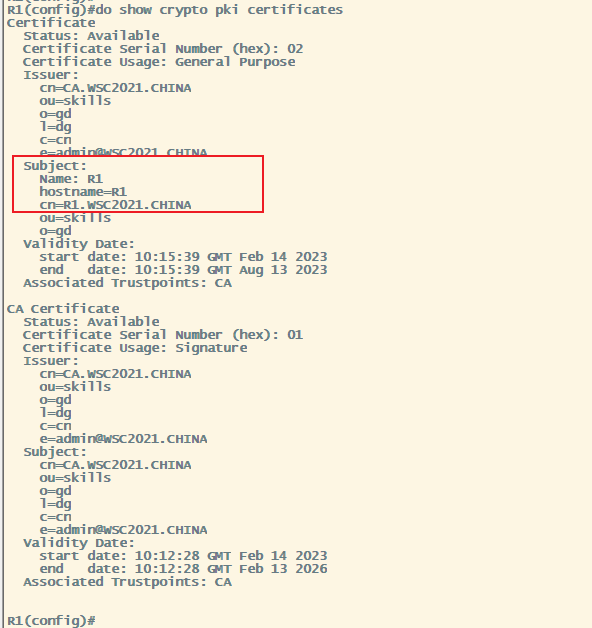 R1(config)#do show crypto pki certificates
Certificate
  Status: Available
  Certificate Serial Number (hex): 02
  Certificate Usage: General Purpose
  Issuer:
    cn=CA.WSC2021.CHINA
    ou=skills
    o=gd
    l=dg
    c=cn
    e=admin@WSC2021.CHINA
  Subject:
    Name: R1
    hostname=R1
    cn=R1.WSC2021.CHINA
    ou=skills
    o=gd
  Validity Date:
    start date: 10:15:39 GMT Feb 14 2023
    end   date: 10:15:39 GMT Aug 13 2023
  Associated Trustpoints: CA

CA Certificate
  Status: Available
  Certificate Serial Number (hex): 01
  Certificate Usage: Signature
  Issuer:
    cn=CA.WSC2021.CHINA
    ou=skills
    o=gd
    l=dg
    c=cn
    e=admin@WSC2021.CHINA
  Subject:
    cn=CA.WSC2021.CHINA
    ou=skills
    o=gd
    l=dg
    c=cn
    e=admin@WSC2021.CHINA
  Validity Date:
    start date: 10:12:28 GMT Feb 14 2023
    end   date: 10:12:28 GMT Feb 13 2026
  Associated Trustpoints: CA

R1(config)#